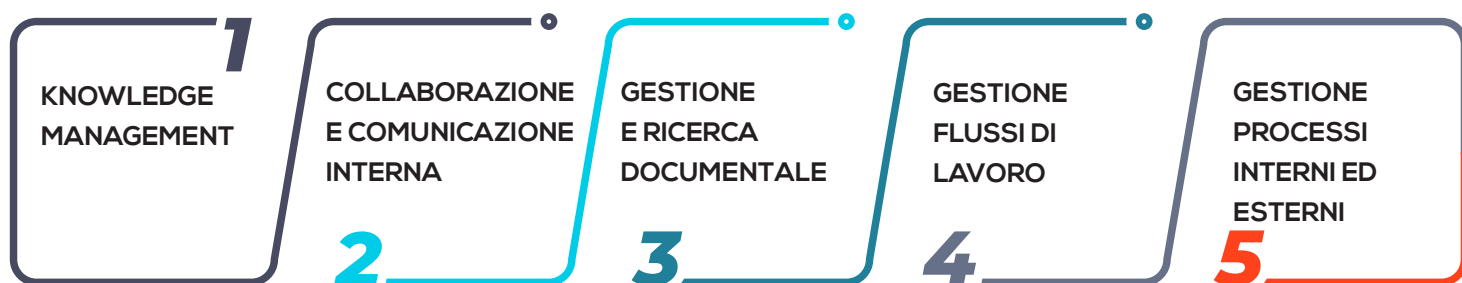 1
KNOWLEDGE
MANAGEMENT
COLLABORAZIONE
E COMUNICAZIONE
INTERNA
2
GESTIONE
E RICERCA
DOCUMENTALE
3
GESTIONE
FLUSSI DI
LAVORO
4
GESTIONE
PROCESSI
INTERNI ED
ESTERNI
5